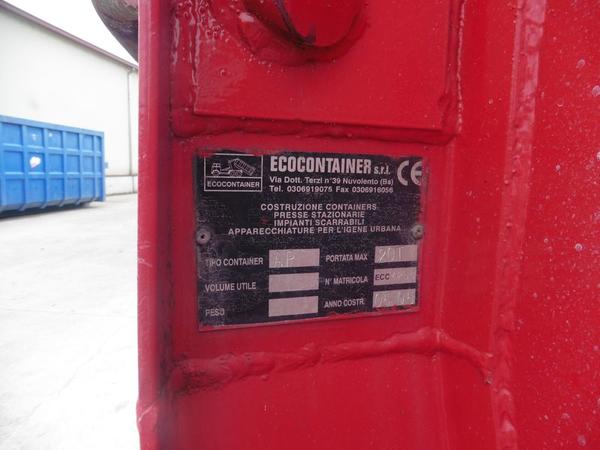 ECOCONTAINER s.r.l.
Via Dott. Terzi n°39 Nuvolento (Bs)
Tel. 0306919075 Fax 0306916056
CE
ECOCONTAINER
COSTRUZIONE CONTAINERS
PRESSE STAZIONARIE
IMPIANTI SCARRABILI
APPARECCHIATURE PER L'IGENE URBANA
TIPO CONTAINER AP PORTATA MAX 20T
VOLUME UTILE N° MATRICOLA
PESO ANNO COSTR.